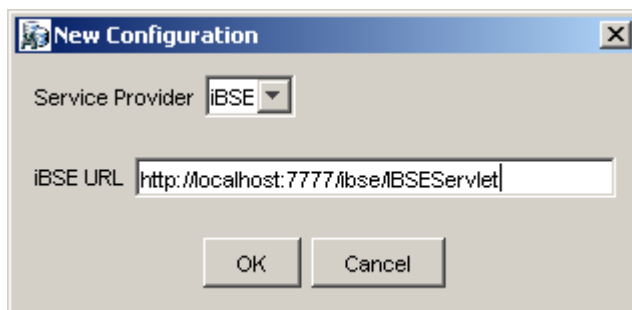 New Configuration
Service Provider iBSE
iBSE URL http://localhost:7777/ibse/IBSEServlet
OK Cancel